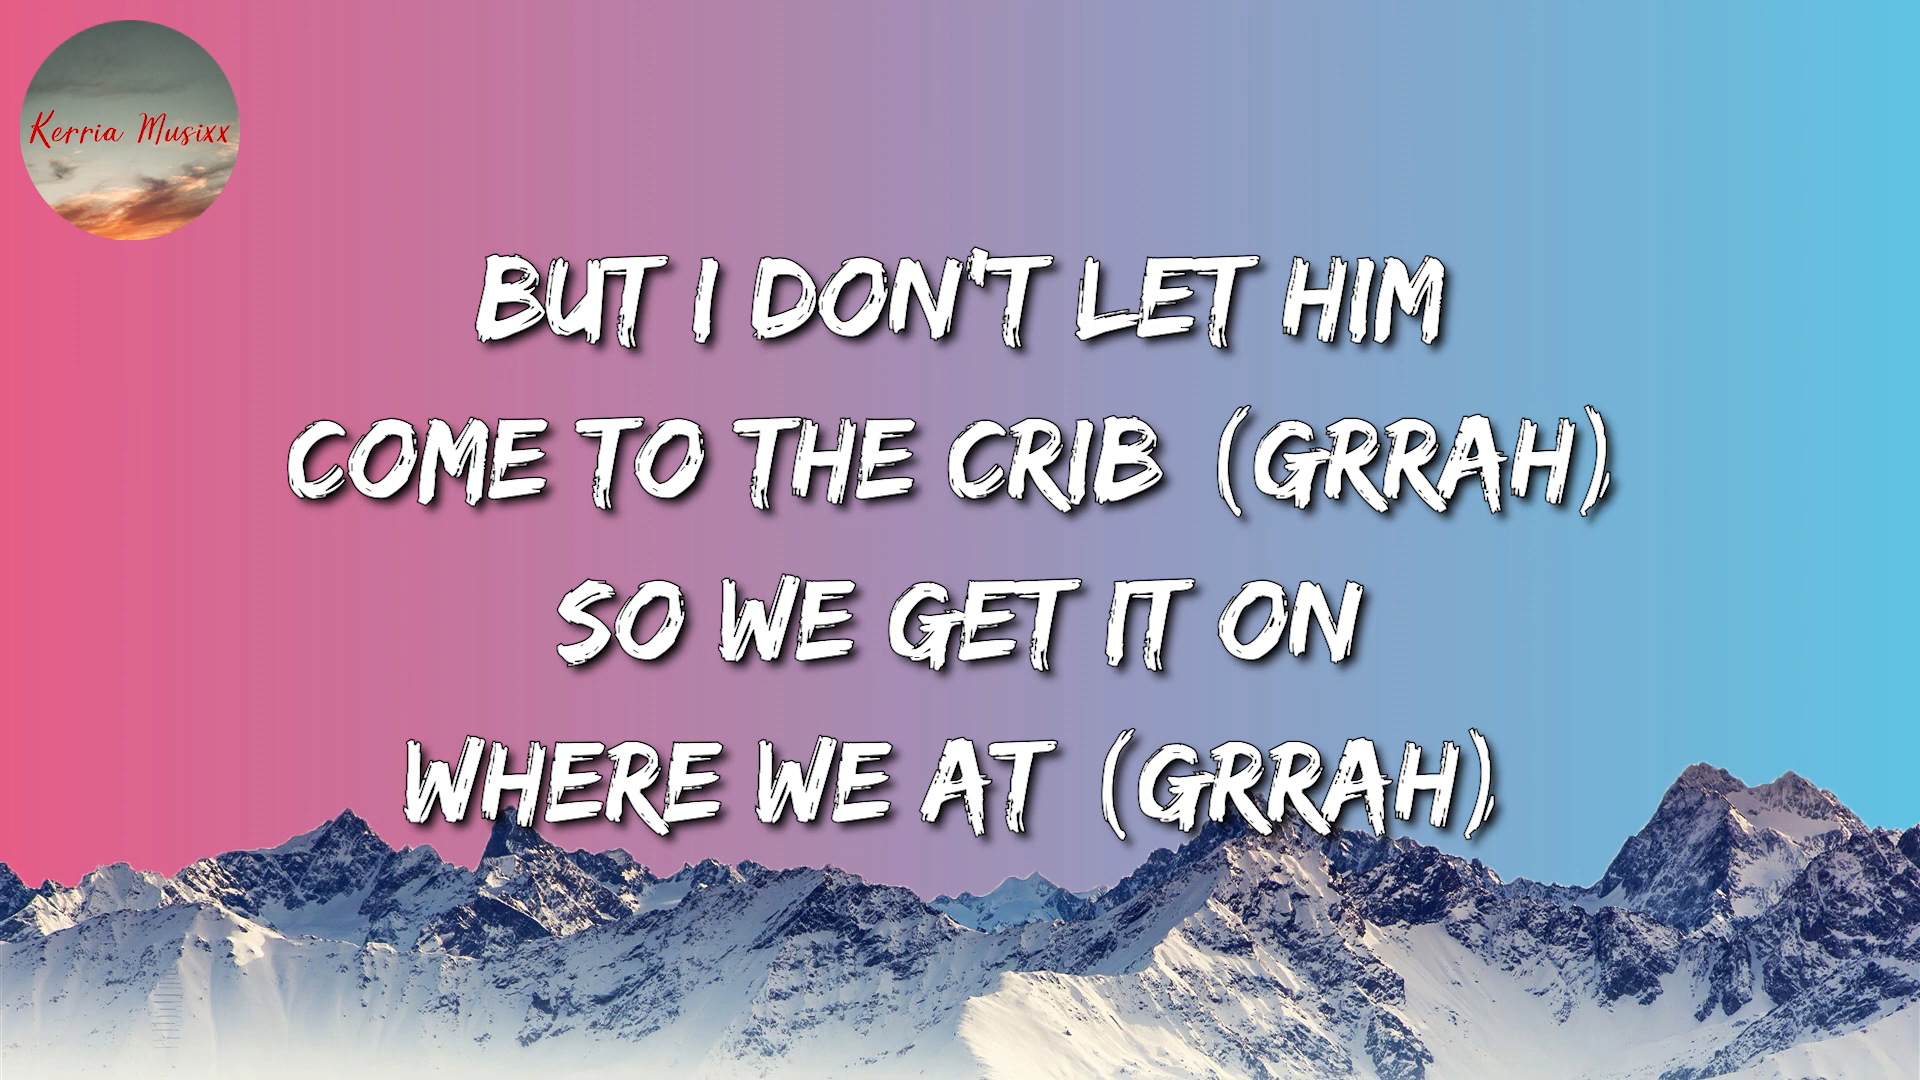 Kerria Musixx
BUT I DON'T LET HIM
COME TO THE CRIB (GRRAH)
SO WE GET IT ON
WHERE WE AT (GRRAH)